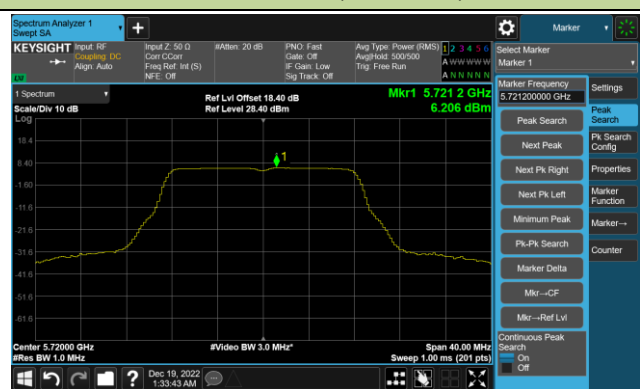 Spectrum Analyzer 1
Swept SA
Marker
KEYSIGHT
Input: RF
Coupling: DC
Align: Auto
Input Z: 50 Ω
Corr CCorr
Freq Ref: Int (S)
NFE: Off
#Atten: 20 dB
PNO: Fast
Gate: Off
IF Gain: Low
Sig Track: Off
Avg Type: Power (RMS)
Avg|Hold: 500/500
Trig: Free Run
1 2 3 4 5 6
A W W W W W
A N N N N N
LW
Select Marker
Marker 1
1 Spectrum
Scale/Div 10 dB
Log
Ref Lvl Offset 18.40 dB
Ref Level 28.40 dBm
Mkr1 5.721 2 GHz
6.206 dBm
18.4
8.40
-1.60
-11.6
-21.6
-31.6
-41.6
-51.6
-61.6
1
Center 5.72000 GHz
#Res BW 1.0 MHz
#Video BW 3.0 MHz*
Span 40.00 MHz
Sweep 1.00 ms (201 pts)
Marker Frequency
5.721200000 GHz
Peak Search
Next Peak
Next Pk Right
Next Pk Left
Minimum Peak
Pk-Pk Search
Marker Delta
Mkr→CF
Mkr→Ref Lvl
Continuous Peak
Search
On
Off
Settings
Peak
Search
Pk Search
Config
Properties
Marker
Function
Marker→
Counter
Dec 19, 2022
1:33:43 AM